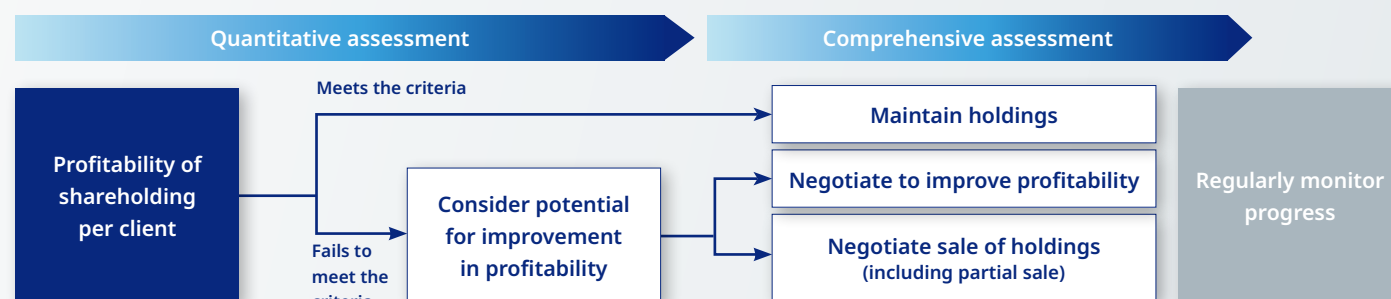 Quantitative assessment
Comprehensive assessment
Profitability of
shareholding
per client
Meets the criteria
Fails to
meet the
Consider potential
for improvement
in profitability
Maintain holdings
Negotiate to improve profitability
Negotiate sale of holdings
(including partial sale)
Regularly monitor
progress